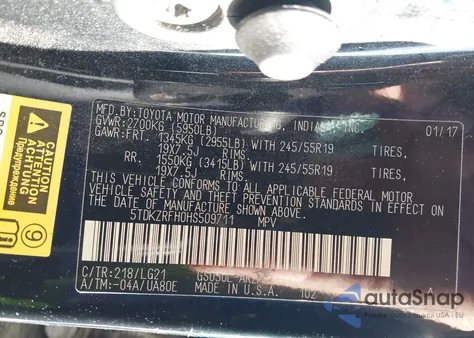 MFD.BY:TOYOTA MOTOR MANUFACTURING, INDIANA, INC. 01/17
GVWR:2700KG (5950LB)
GAWR:FRT. 1345KG (2955LB) WITH 245/55R19 TIRES,
19X7.5J RIMS.
RR. 1550KG (3415LB) WITH 245/55R19 TIRES,
19X7.5J RIMS.
THIS VEHICLE CONFORMS TO ALL APPLICABLE FEDERAL MOTOR
VEHICLE SAFETY AND THEFT PREVENTION STANDARDS IN EFFECT ON
THE DATE OF MANUFACTURE SHOWN ABOVE.
5TDKZRFH0HS509711 MPV
C/TR:218/LG21
A/TM:-04A/UA80E MADE IN U.S.A. 102 A
CAUTION
ATTENTION
ACHTUNG
Предупреждение
autoSnap